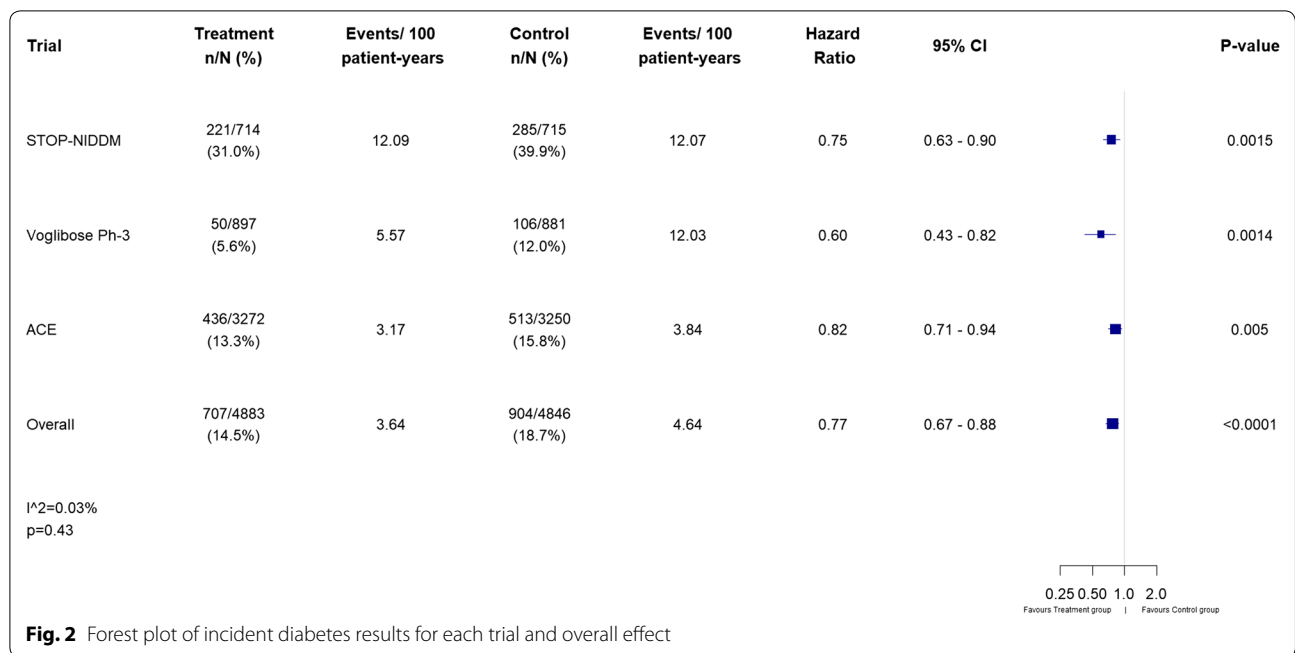 Trial Treatment n/N (%) Events/ 100 patient-years Control n/N (%) Events/ 100 patient-years Hazard Ratio 95% CI P-value
STOP-NIDDM 221/714 (31.0%) 12.09 285/715 (39.9%) 12.07 0.75 0.63 - 0.90 0.0015
Voglibose Ph-3 50/897 (5.6%) 5.57 106/881 (12.0%) 12.03 0.60 0.43 - 0.82 0.0014
ACE 436/3272 (13.3%) 3.17 513/3250 (15.8%) 3.84 0.82 0.71 - 0.94 0.005
Overall 707/4883 (14.5%) 3.64 904/4846 (18.7%) 4.64 0.77 0.67 - 0.88 <0.0001
I^2=0.03%
p=0.43
0.25 0.50 1.0 2.0
Favours Treatment group | Favours Control group
Fig. 2 Forest plot of incident diabetes results for each trial and overall effect